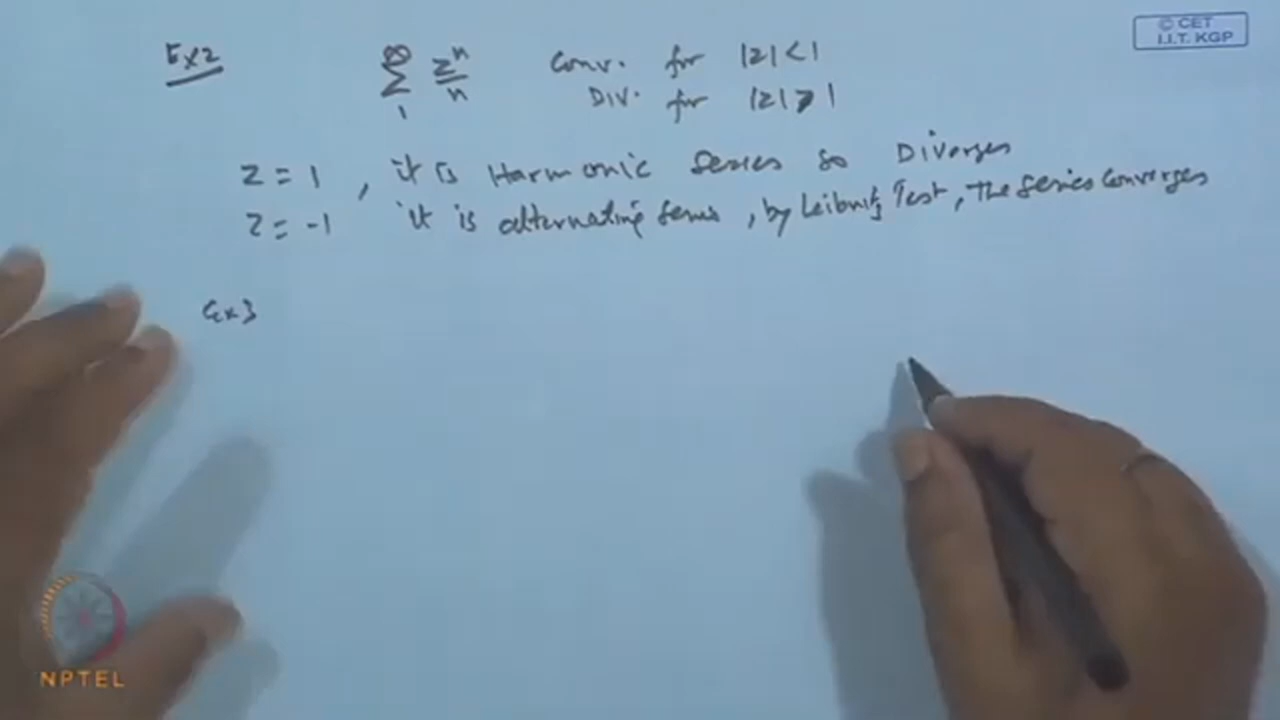 © CET
I.I.T. KGP
Ex2 ∑_1^∞ z^n/n Conv. for |z|<1
Div. for |z|>1
z = 1, it is Harmonic Series so Diverges
z = -1 it is alternating Series, by Leibnitz Test, The Series Converges
Ex3
NPTEL